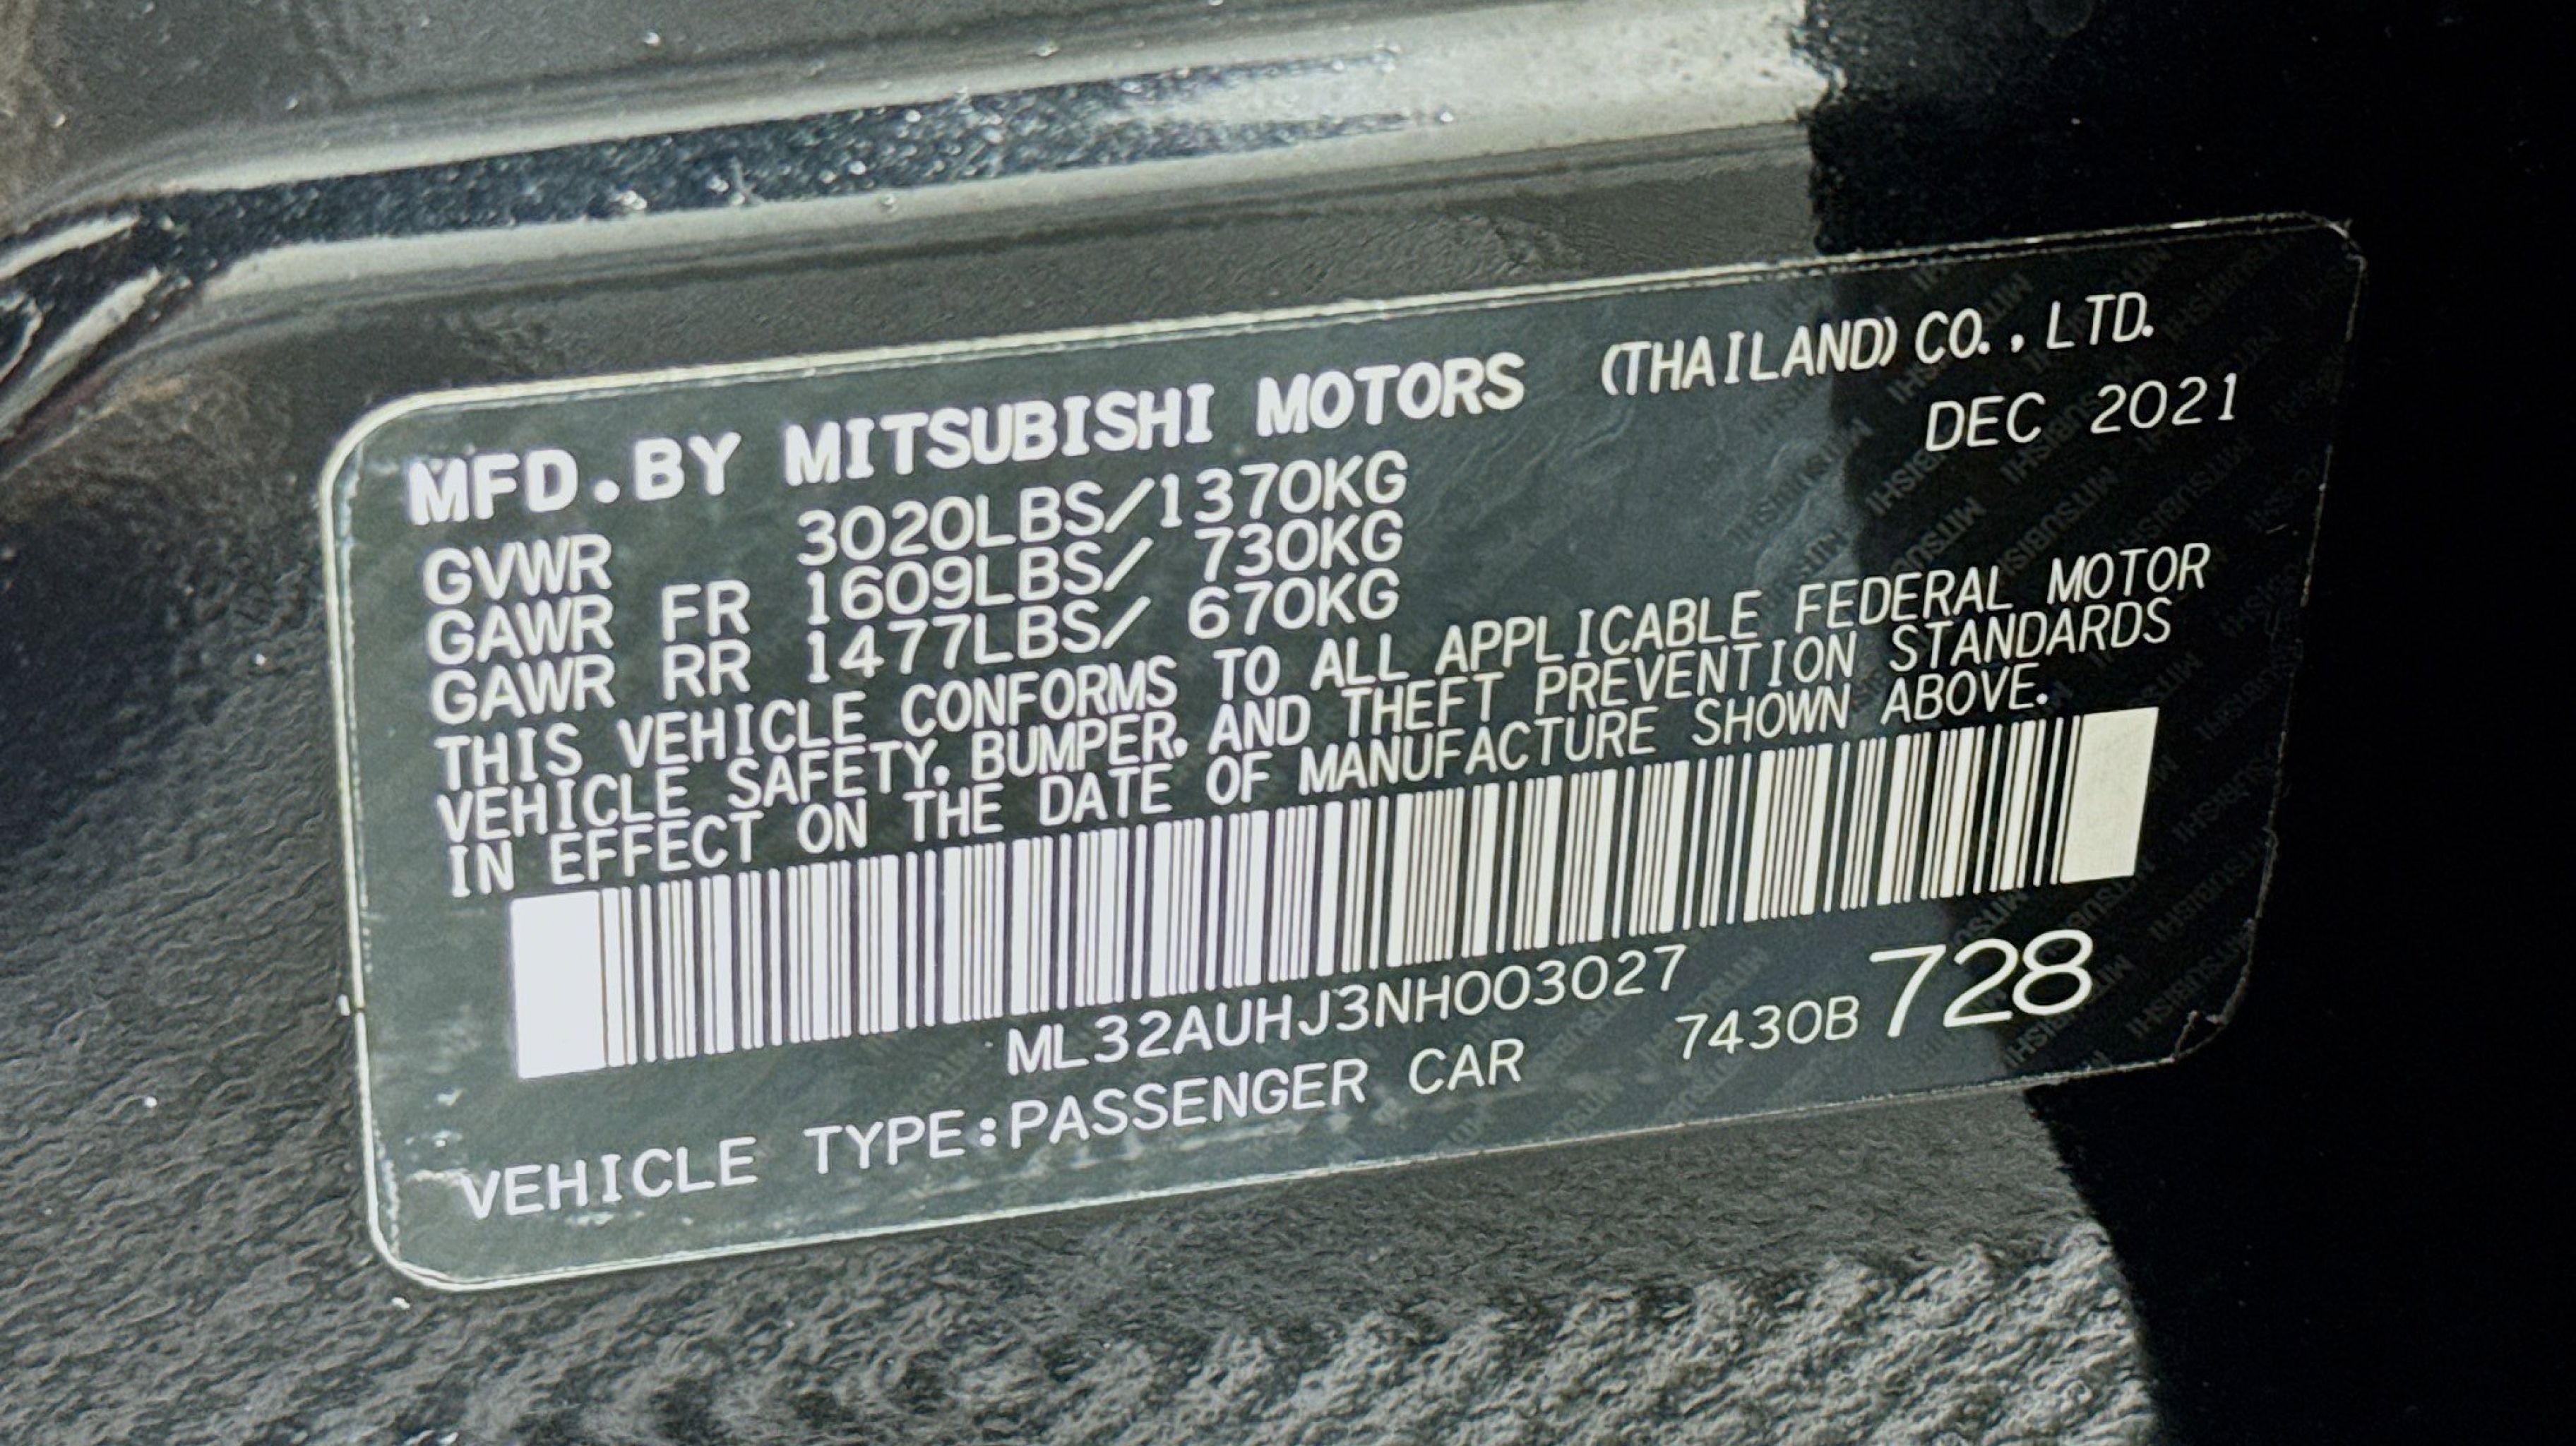 MFD.BY MITSUBISHI MOTORS (THAILAND) CO., LTD.
DEC 2021
GVWR 3020LBS/1370KG
GAWR FR 1609LBS/ 730KG
GAWR RR 1477LBS/ 670KG
THIS VEHICLE CONFORMS TO ALL APPLICABLE FEDERAL MOTOR
VEHICLE SAFETY, BUMPER, AND THEFT PREVENTION STANDARDS
IN EFFECT ON THE DATE OF MANUFACTURE SHOWN ABOVE.
ML32AUHJ3NH003027
VEHICLE TYPE:PASSENGER CAR 7430B728